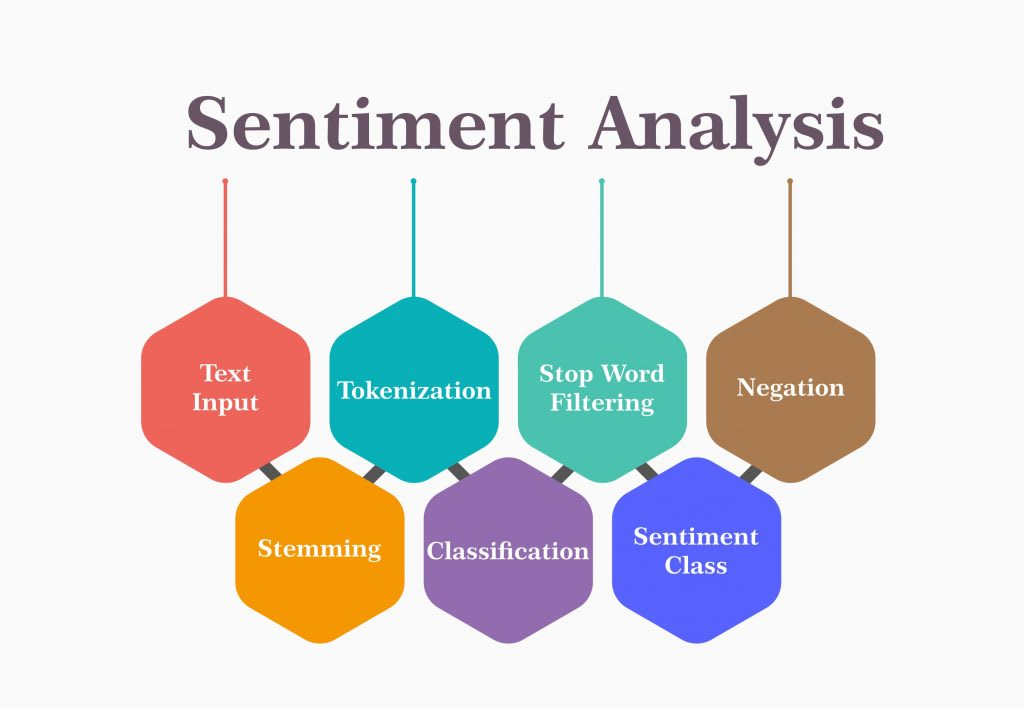 Sentiment Analysis
Text
Input
Tokenization
Stop Word
Filtering
Negation
Stemming
Classification
Sentiment
Class